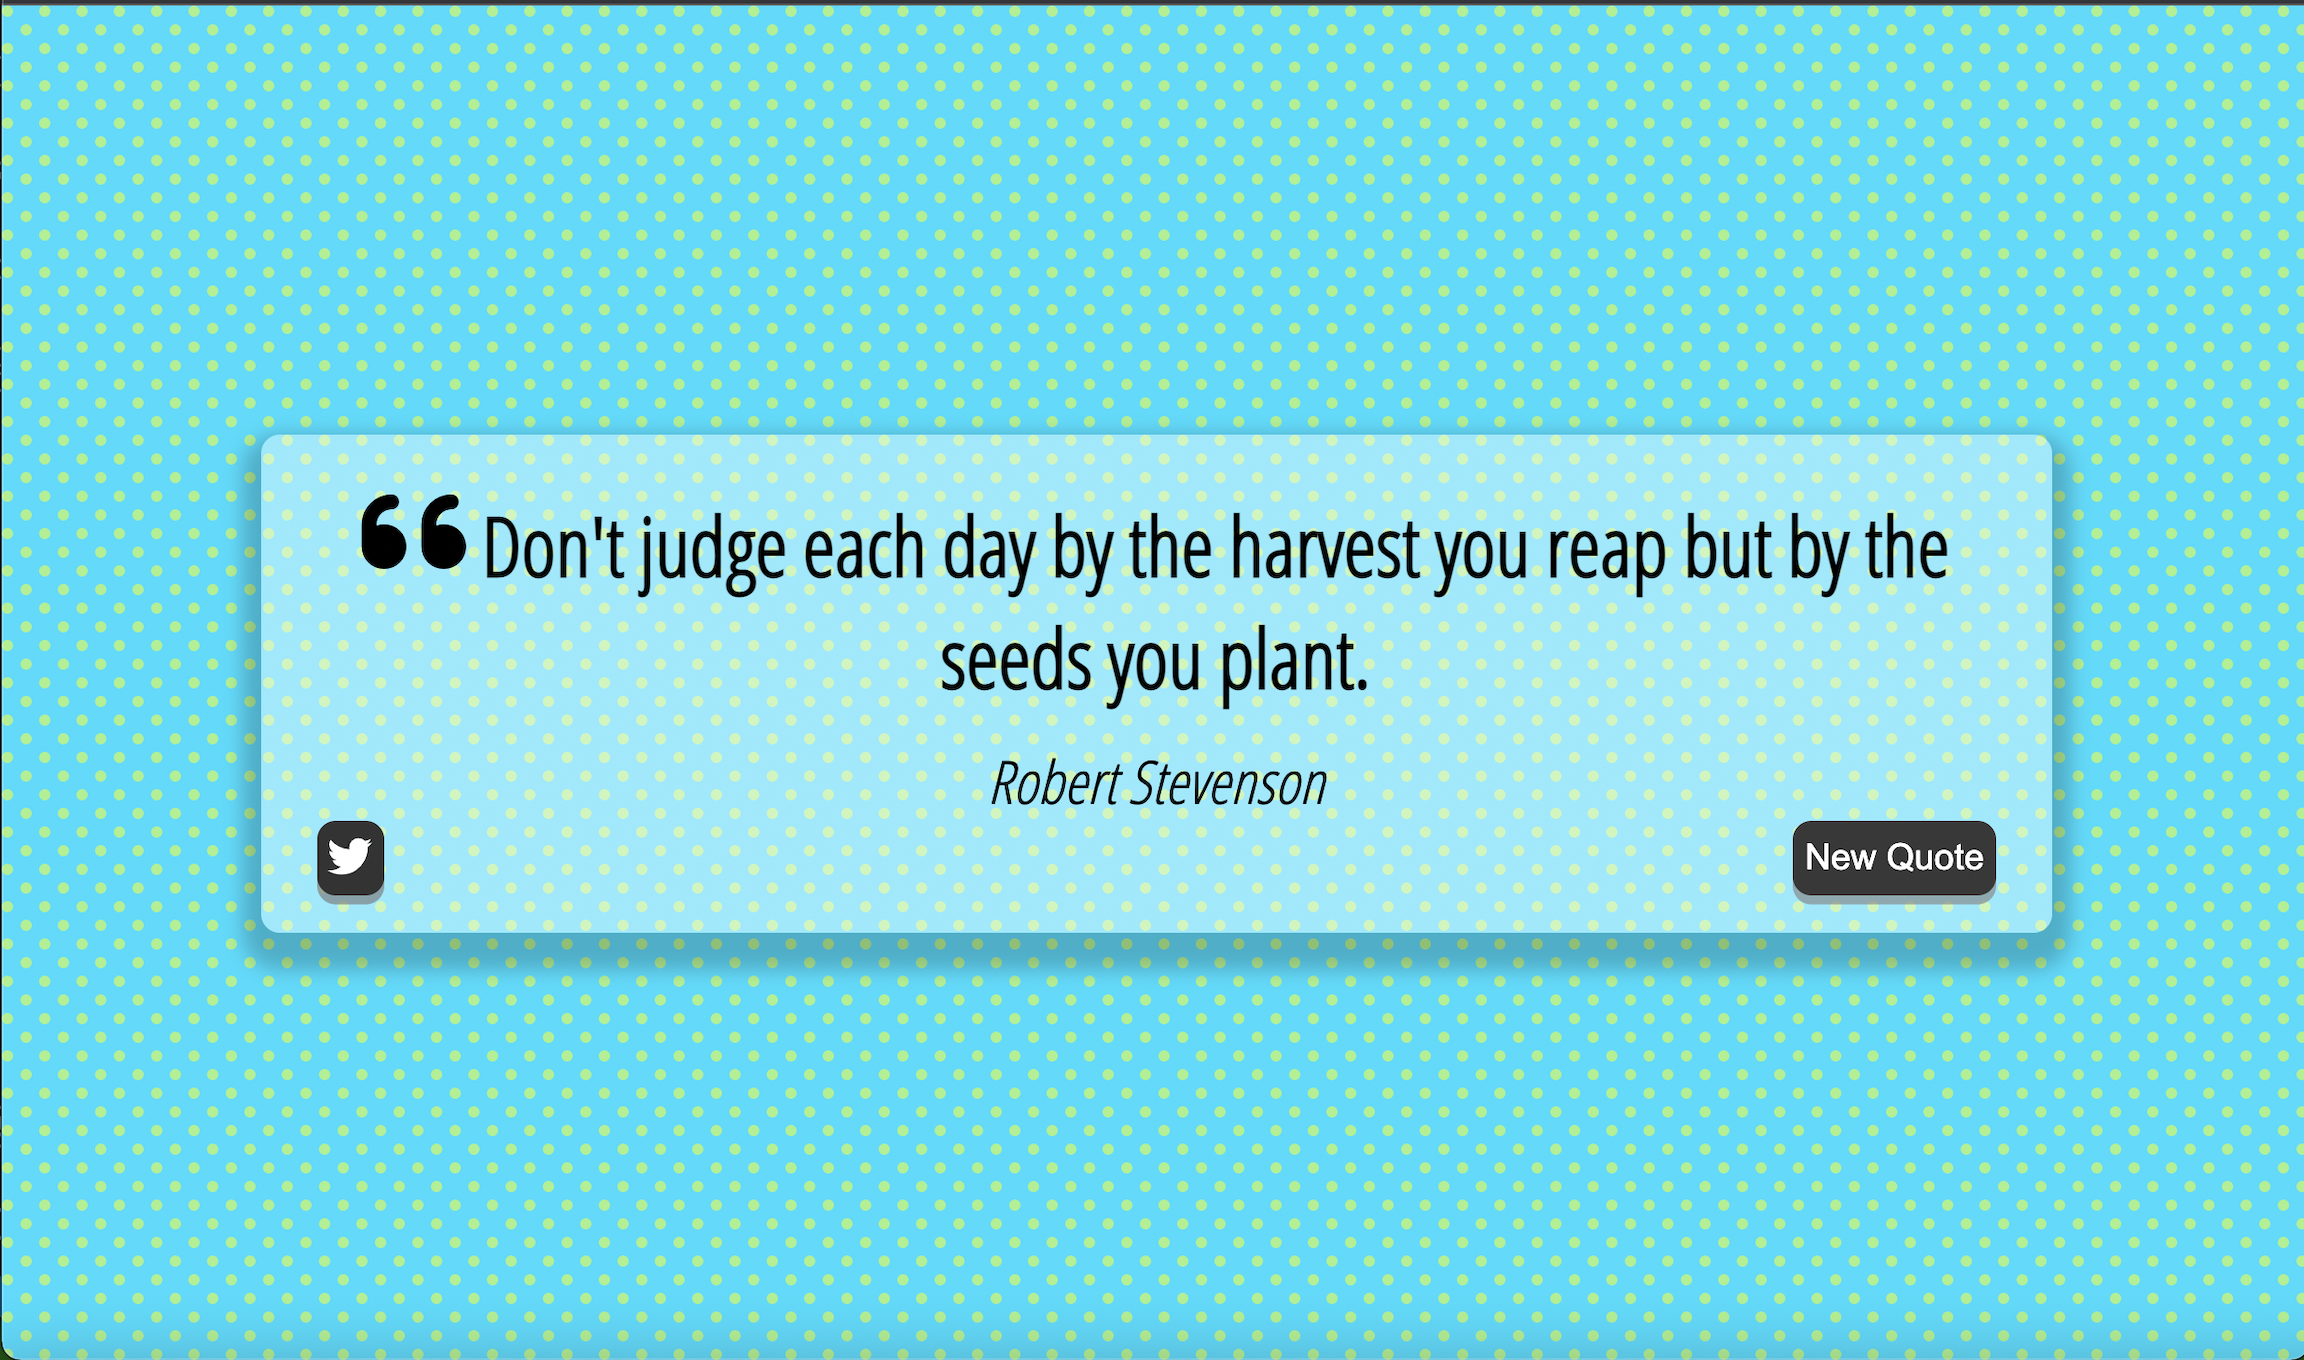 “Don't judge each day by the harvest you reap but by the
seeds you plant.
Robert Stevenson
New Quote